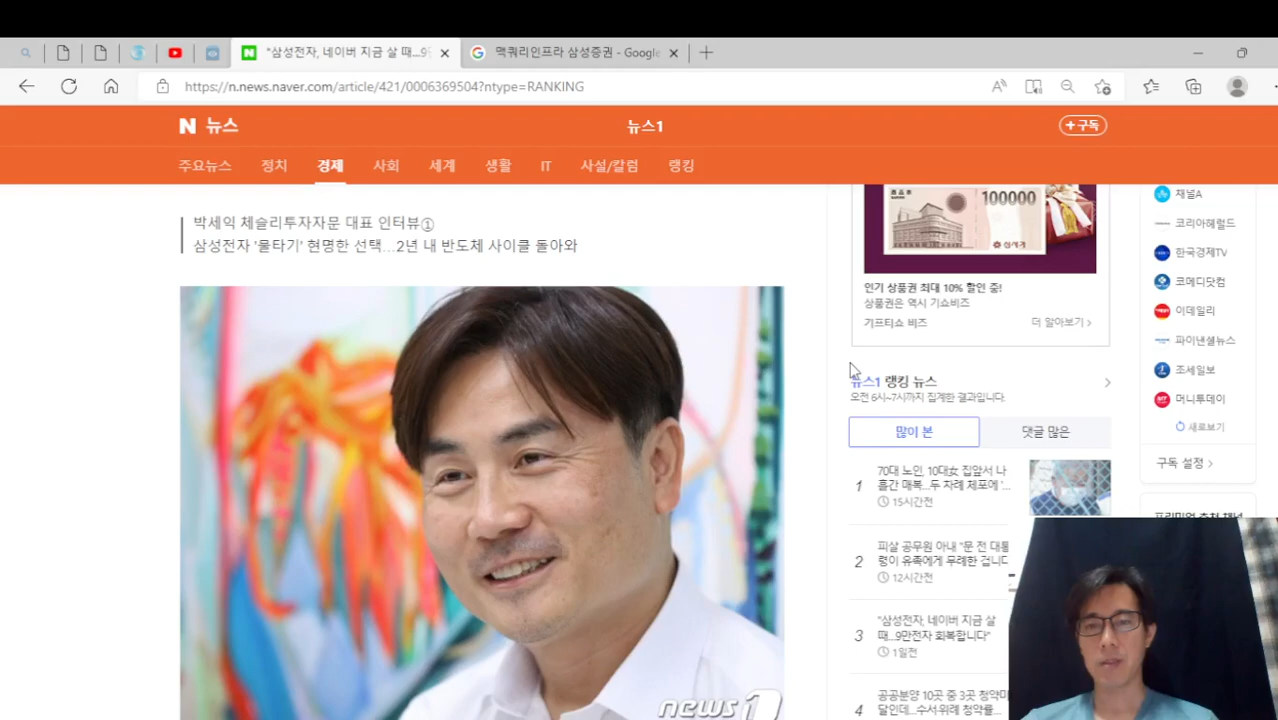 "삼성전자, 네이버 지금 살 때...9만
맥쿼리인프라 삼성증권 - Google
https://n.news.naver.com/article/421/0006369504?ntype=RANKING
N 뉴스
뉴스1
+구독
주요뉴스 정치 경제 사회 세계 생활 IT 사설/칼럼 랭킹
박세익 체슬리투자자문 대표 인터뷰①
삼성전자 '물타기' 현명한 선택...2년 내 반도체 사이클 돌아와
news1
100000
인기 상품권 최대 10% 할인 중!
상품권은 역시 기쇼비즈
기프티쇼 비즈
더 알아보기 >
뉴스1 랭킹 뉴스
오전 6시~7시까지 집계한 결과입니다.
많이 본
댓글 많은
1
70대 노인, 10대女 집앞서 나
흘간 매복...두 차례 체포에 '...
15시간전
2
피살 공무원 아내 "문 전 대통
령이 유족에게 무례한 겁니다
12시간전
3
"삼성전자, 네이버 지금 살
때...9만전자 회복합니다"
1일전
4
공공분양 10곳 중 3곳 청약미
달인데...수서위례 청약률...
채널A
코리아헤럴드
한국경제TV
코메디닷컴
이데일리
파이낸셜뉴스
조세일보
머니투데이
새로보기
구독 설정 >
프리미엄 추천 채널